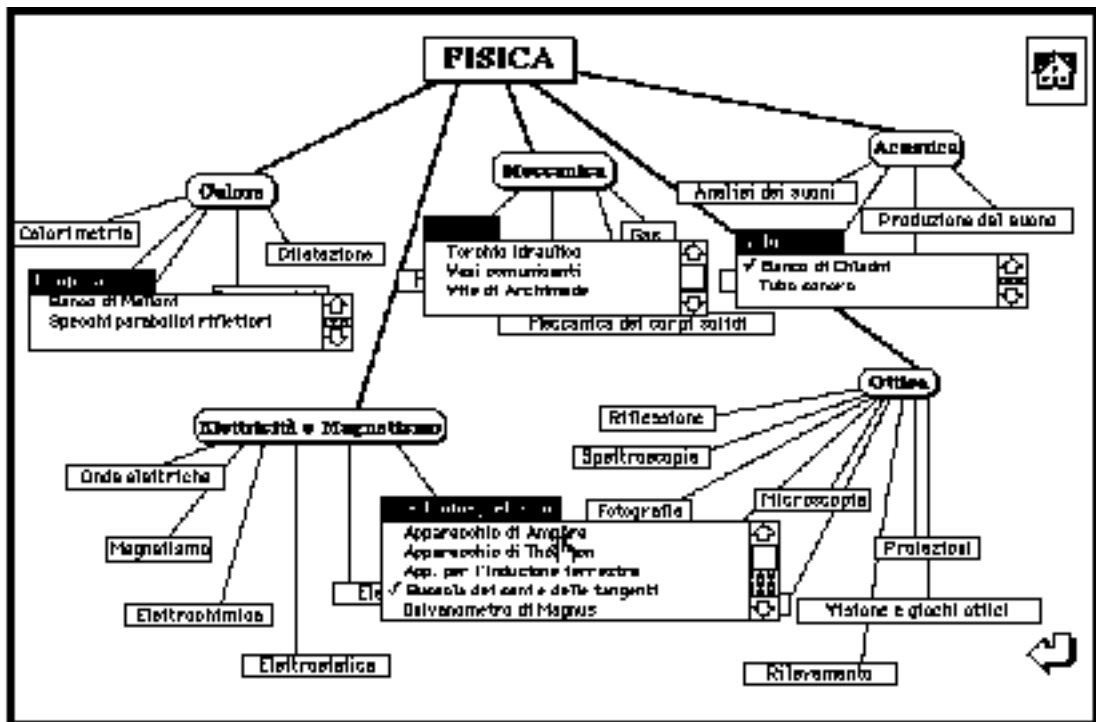 FISICA
Acustica
Meccanica
Analisi dei suoni
Calore
Produzione del suono
Calorimetria
Gas
Dilatazione
Torchio idraulico
Vasi comunicanti
Vite di Archimede
✓ Banco di Chladni
Tubo sonoro
Banco di Melloni
Specchi parabolici riflettori
Meccanica dei corpi solidi
Ottica
Riflessione
Elettricità e Magnetismo
Spettroscopia
Onde elettriche
Microscopia
Fotografia
Apparecchio di Ampère
Magnetismo
Apparecchio di
Proiezioni
App. per l'induzione terrestre
✓ Bussola dei seni e delle tangenti
Galvanometro di Magnus
Elettrochimica
Visione e giochi ottici
Elettrostatica
Rilevamento